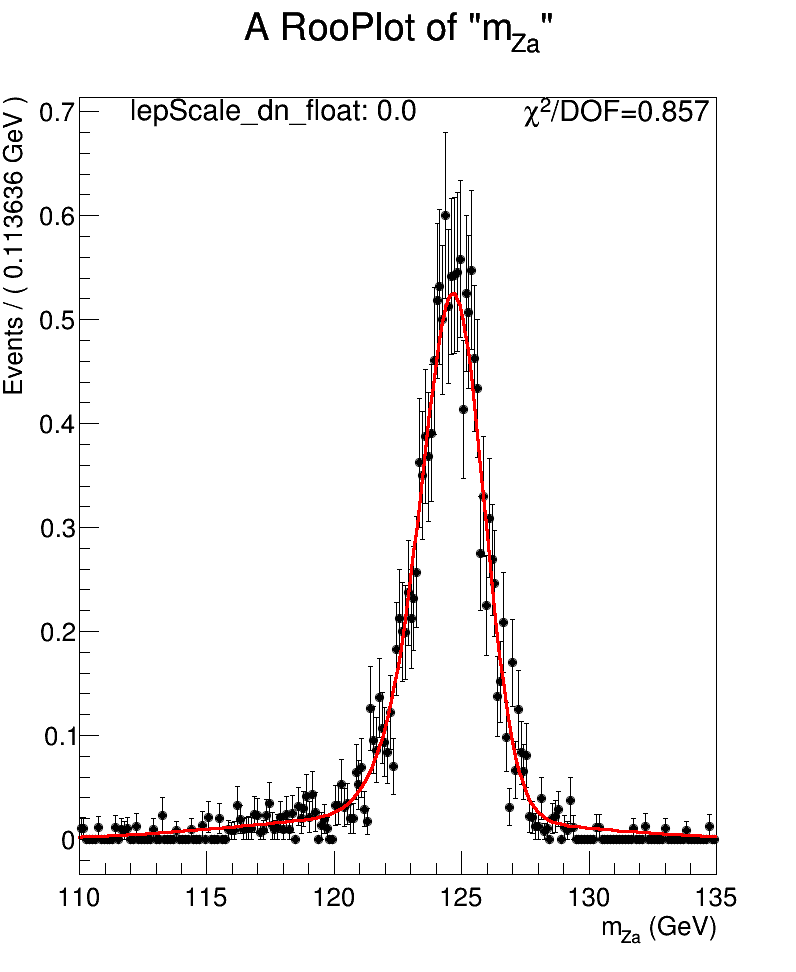 A RooPlot of "m_Za"
lepScale_dn_float: 0.0
χ²/DOF=0.857
Events / ( 0.113636 GeV )
0.7
0.6
0.5
0.4
0.3
0.2
0.1
0
110 115 120 125 130 135
m_Za (GeV)